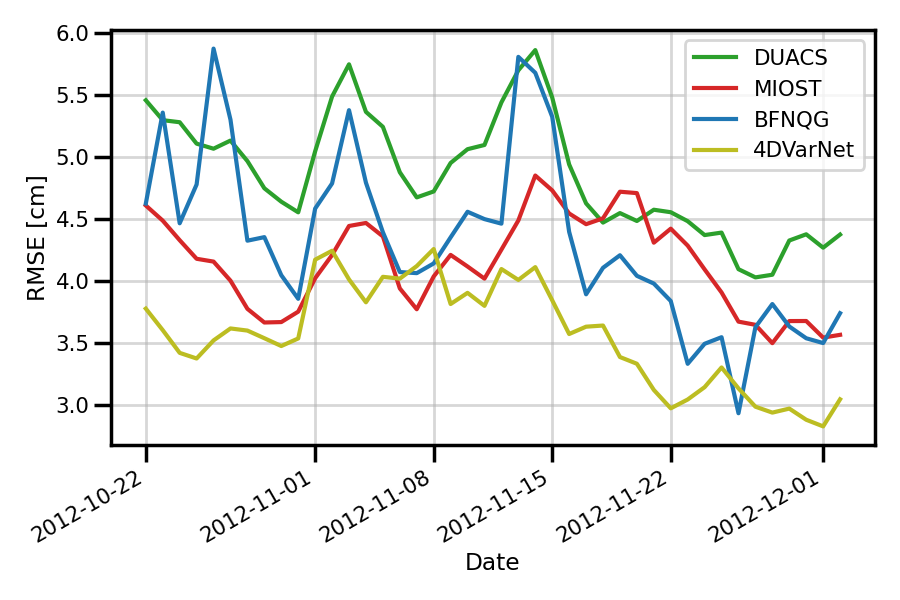 6.0
5.5
5.0
4.5
4.0
3.5
3.0
RMSE [cm]
DUACS
MIOST
BFNQG
4DVarNet
2012-10-22
2012-11-01
2012-11-08
2012-11-15
2012-11-22
2012-12-01
Date